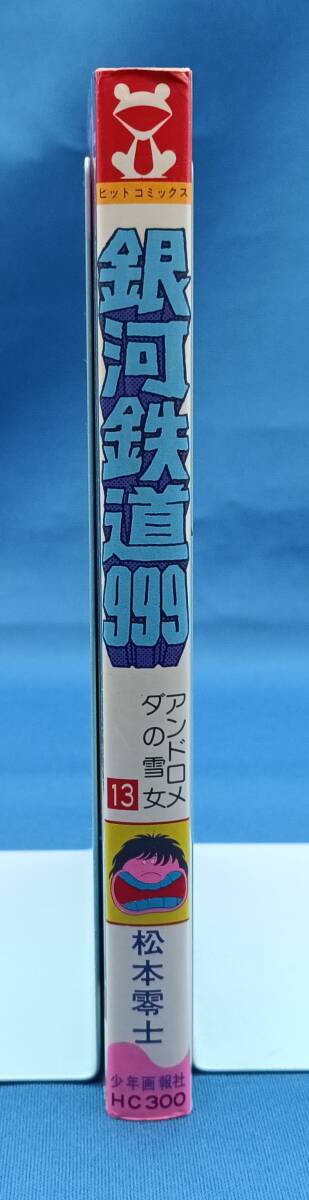 ヒットコミックス
銀河鉄道999
アンドロメ
ダの雪女
13
松本零士
少年画報社
HC300